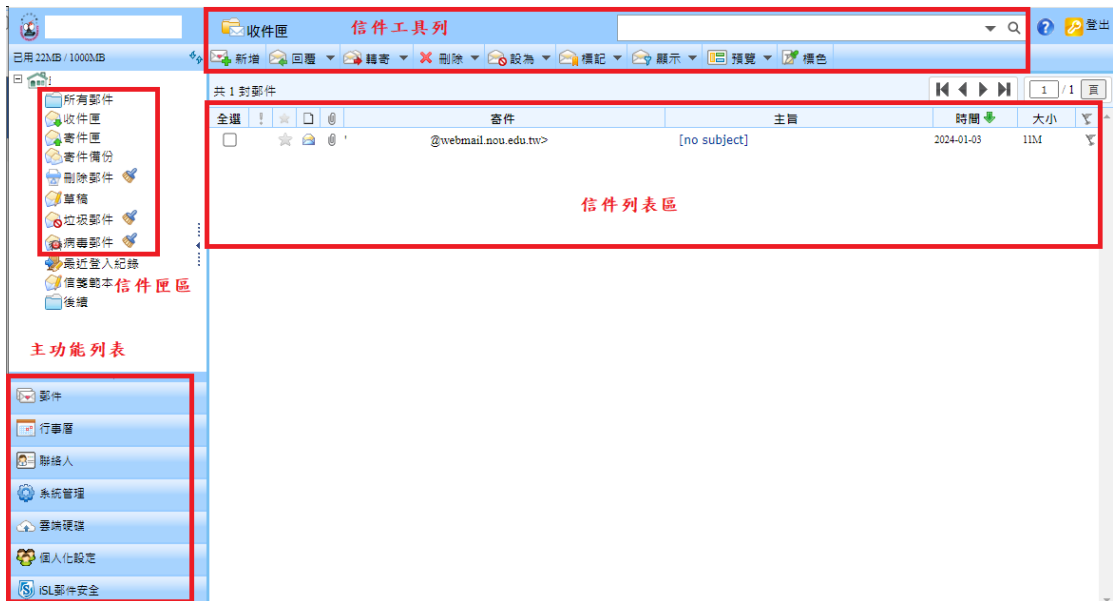 收件匣
信件工具列
登出
已用 22MB / 1000MB
新增 回覆 轉寄 刪除 設為 標記 顯示 預覽 標色
所有郵件
收件匣
寄件匣
寄件備份
刪除郵件
草稿
垃圾郵件
病毒郵件
最近登入紀錄
信箋範本
後續
信件匣區
主功能列表
郵件
行事曆
聯絡人
系統管理
雲端硬碟
個人化設定
iSL郵件安全
共 1 封郵件
1 /1 頁
全選 ! 寄件 主旨 時間 大小
' @webmail.nou.edu.tw> [no subject] 2024-01-03 11M
信件列表區